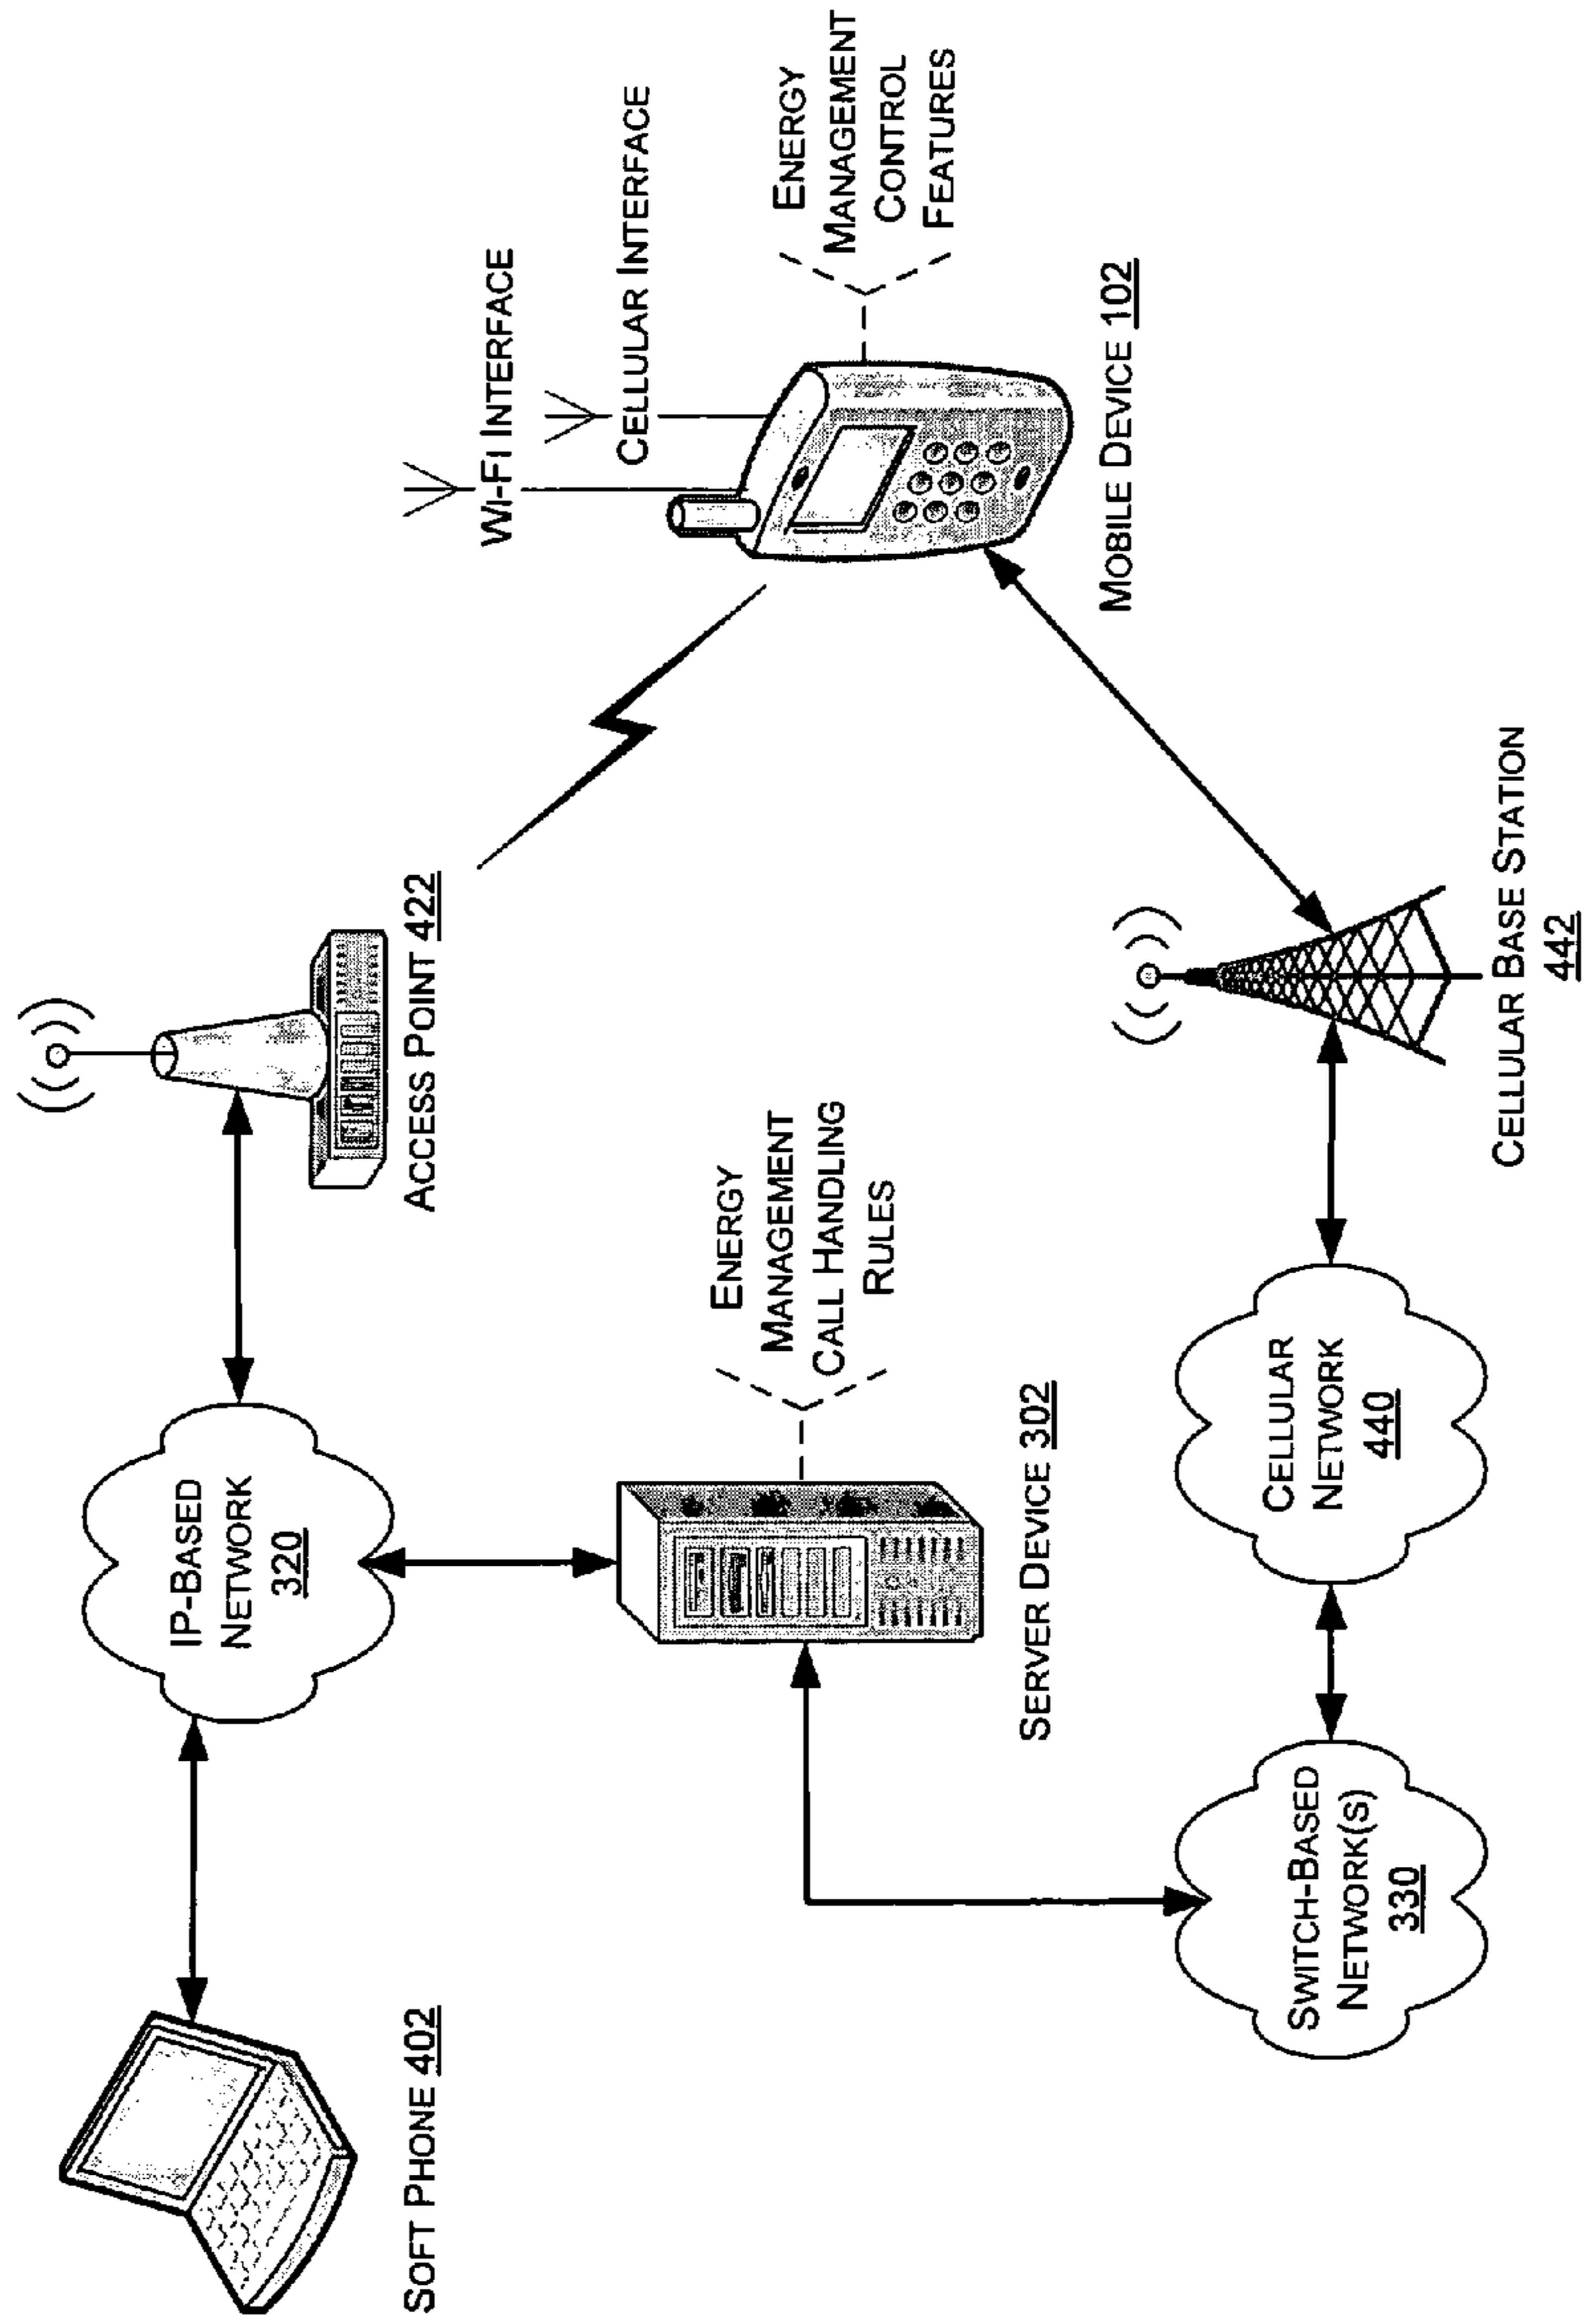 SOFT PHONE 402
IP-BASED
NETWORK
320
ACCESS POINT 422
WI-FI INTERFACE
CELLULAR INTERFACE
ENERGY
MANAGEMENT
CONTROL
FEATURES
MOBILE DEVICE 102
ENERGY
MANAGEMENT
CALL HANDLING
RULES
SERVER DEVICE 302
SWITCH-BASED
NETWORK(S)
330
CELLULAR
NETWORK
440
CELLULAR BASE STATION
442